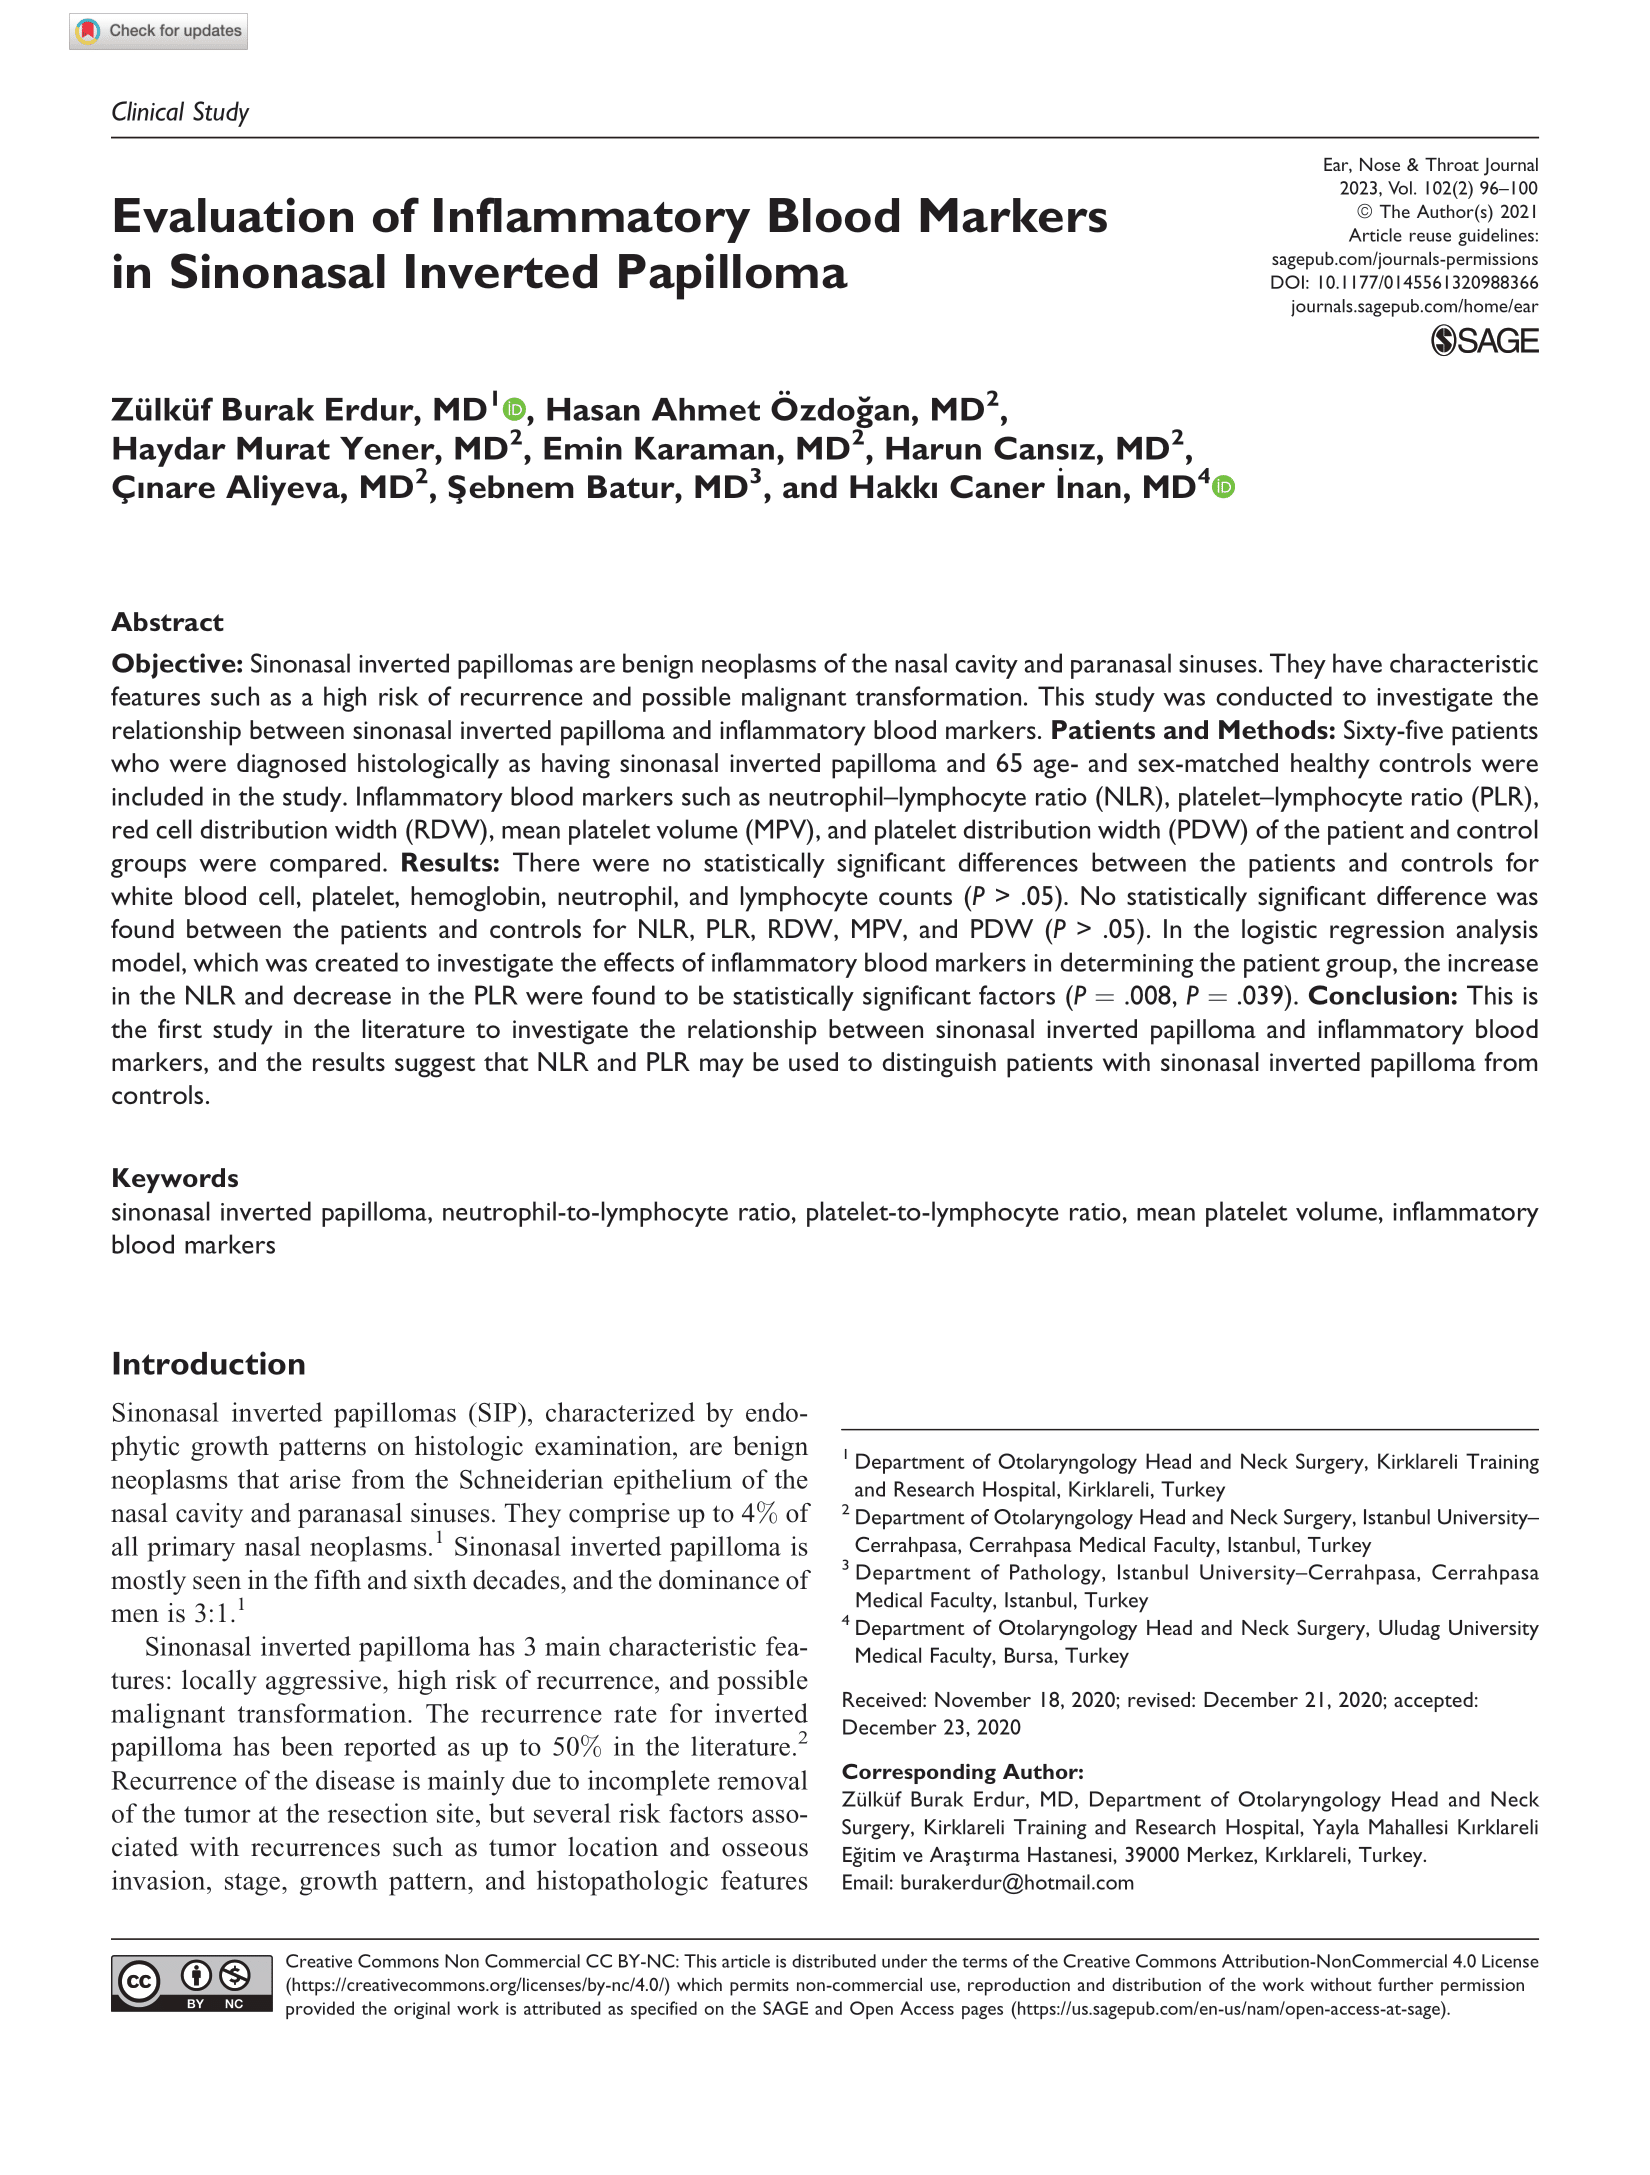 Check for updates
Clinical Study
Ear, Nose & Throat Journal
2023, Vol. 102(2) 96–100
© The Author(s) 2021
Article reuse guidelines:
sagepub.com/journals-permissions
DOI: 10.1177/0145561320988366
journals.sagepub.com/home/ear
SAGE
Evaluation of Inflammatory Blood Markers
in Sinonasal Inverted Papilloma
Zülküf Burak Erdur, MD1 iD, Hasan Ahmet Özdoğan, MD2,
Haydar Murat Yener, MD2, Emin Karaman, MD2, Harun Cansız, MD2,
Çınare Aliyeva, MD2, Şebnem Batur, MD3, and Hakkı Caner İnan, MD4 iD
Abstract
Objective: Sinonasal inverted papillomas are benign neoplasms of the nasal cavity and paranasal sinuses. They have characteristic
features such as a high risk of recurrence and possible malignant transformation. This study was conducted to investigate the
relationship between sinonasal inverted papilloma and inflammatory blood markers. Patients and Methods: Sixty-five patients
who were diagnosed histologically as having sinonasal inverted papilloma and 65 age- and sex-matched healthy controls were
included in the study. Inflammatory blood markers such as neutrophil–lymphocyte ratio (NLR), platelet–lymphocyte ratio (PLR),
red cell distribution width (RDW), mean platelet volume (MPV), and platelet distribution width (PDW) of the patient and control
groups were compared. Results: There were no statistically significant differences between the patients and controls for
white blood cell, platelet, hemoglobin, neutrophil, and lymphocyte counts (P > .05). No statistically significant difference was
found between the patients and controls for NLR, PLR, RDW, MPV, and PDW (P > .05). In the logistic regression analysis
model, which was created to investigate the effects of inflammatory blood markers in determining the patient group, the increase
in the NLR and decrease in the PLR were found to be statistically significant factors (P = .008, P = .039). Conclusion: This is
the first study in the literature to investigate the relationship between sinonasal inverted papilloma and inflammatory blood
markers, and the results suggest that NLR and PLR may be used to distinguish patients with sinonasal inverted papilloma from
controls.
Keywords
sinonasal inverted papilloma, neutrophil-to-lymphocyte ratio, platelet-to-lymphocyte ratio, mean platelet volume, inflammatory
blood markers
Introduction
Sinonasal inverted papillomas (SIP), characterized by endo-
phytic growth patterns on histologic examination, are benign
neoplasms that arise from the Schneiderian epithelium of the
nasal cavity and paranasal sinuses. They comprise up to 4% of
all primary nasal neoplasms.1 Sinonasal inverted papilloma is
mostly seen in the fifth and sixth decades, and the dominance of
men is 3:1.1
Sinonasal inverted papilloma has 3 main characteristic fea-
tures: locally aggressive, high risk of recurrence, and possible
malignant transformation. The recurrence rate for inverted
papilloma has been reported as up to 50% in the literature.2
Recurrence of the disease is mainly due to incomplete removal
of the tumor at the resection site, but several risk factors asso-
ciated with recurrences such as tumor location and osseous
invasion, stage, growth pattern, and histopathologic features
1 Department of Otolaryngology Head and Neck Surgery, Kirklareli Training
and Research Hospital, Kirklareli, Turkey
2 Department of Otolaryngology Head and Neck Surgery, Istanbul University–
Cerrahpasa, Cerrahpasa Medical Faculty, Istanbul, Turkey
3 Department of Pathology, Istanbul University–Cerrahpasa, Cerrahpasa
Medical Faculty, Istanbul, Turkey
4 Department of Otolaryngology Head and Neck Surgery, Uludag University
Medical Faculty, Bursa, Turkey
Received: November 18, 2020; revised: December 21, 2020; accepted:
December 23, 2020
Corresponding Author:
Zülküf Burak Erdur, MD, Department of Otolaryngology Head and Neck
Surgery, Kirklareli Training and Research Hospital, Yayla Mahallesi Kırklareli
Eğitim ve Araştırma Hastanesi, 39000 Merkez, Kırklareli, Turkey.
Email: burakerdur@hotmail.com
CC BY NC
Creative Commons Non Commercial CC BY-NC: This article is distributed under the terms of the Creative Commons Attribution-NonCommercial 4.0 License
(https://creativecommons.org/licenses/by-nc/4.0/) which permits non-commercial use, reproduction and distribution of the work without further permission
provided the original work is attributed as specified on the SAGE and Open Access pages (https://us.sagepub.com/en-us/nam/open-access-at-sage).